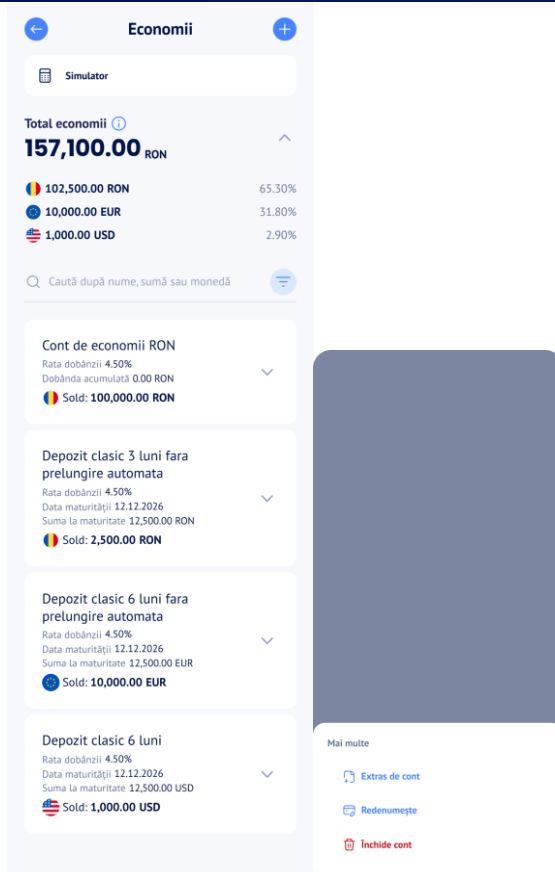 Economii
Simulator
Total economii
157,100.00 RON
102,500.00 RON 65.30%
10,000.00 EUR 31.80%
1,000.00 USD 2.90%
Caută după nume, sumă sau monedă
Cont de economii RON
Rata dobânzii 4.50%
Dobânda acumulată 0.00 RON
Sold: 100,000.00 RON
Depozit clasic 3 luni fara
prelungire automata
Rata dobânzii 4.50%
Data maturității 12.12.2026
Suma la maturitate 12,500.00 RON
Sold: 2,500.00 RON
Depozit clasic 6 luni fara
prelungire automata
Rata dobânzii 4.50%
Data maturității 12.12.2026
Suma la maturitate 12,500.00 EUR
Sold: 10,000.00 EUR
Depozit clasic 6 luni
Rata dobânzii 4.50%
Data maturității 12.12.2026
Suma la maturitate 12,500.00 USD
Sold: 1,000.00 USD
Mai multe
Extras de cont
Redenumește
Închide cont